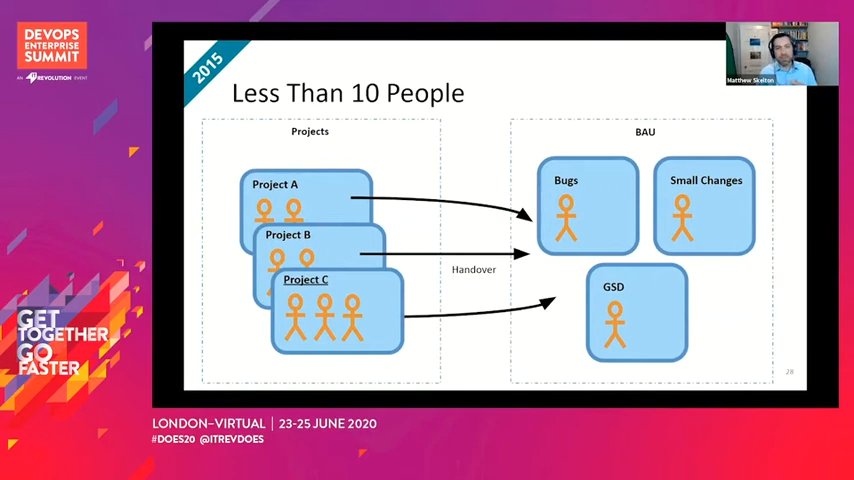 DEVOPS
ENTERPRISE
SUMMIT
AN IT REVOLUTION EVENT
2015
Less Than 10 People
Matthew Skelton
Projects
BAU
Project A
Project B
Project C
Handover
Bugs
Small Changes
GSD
28
GET
TOGETHER
GO
FASTER
LONDON–VIRTUAL | 23-25 JUNE 2020
#DOES20 @ITREVDOES